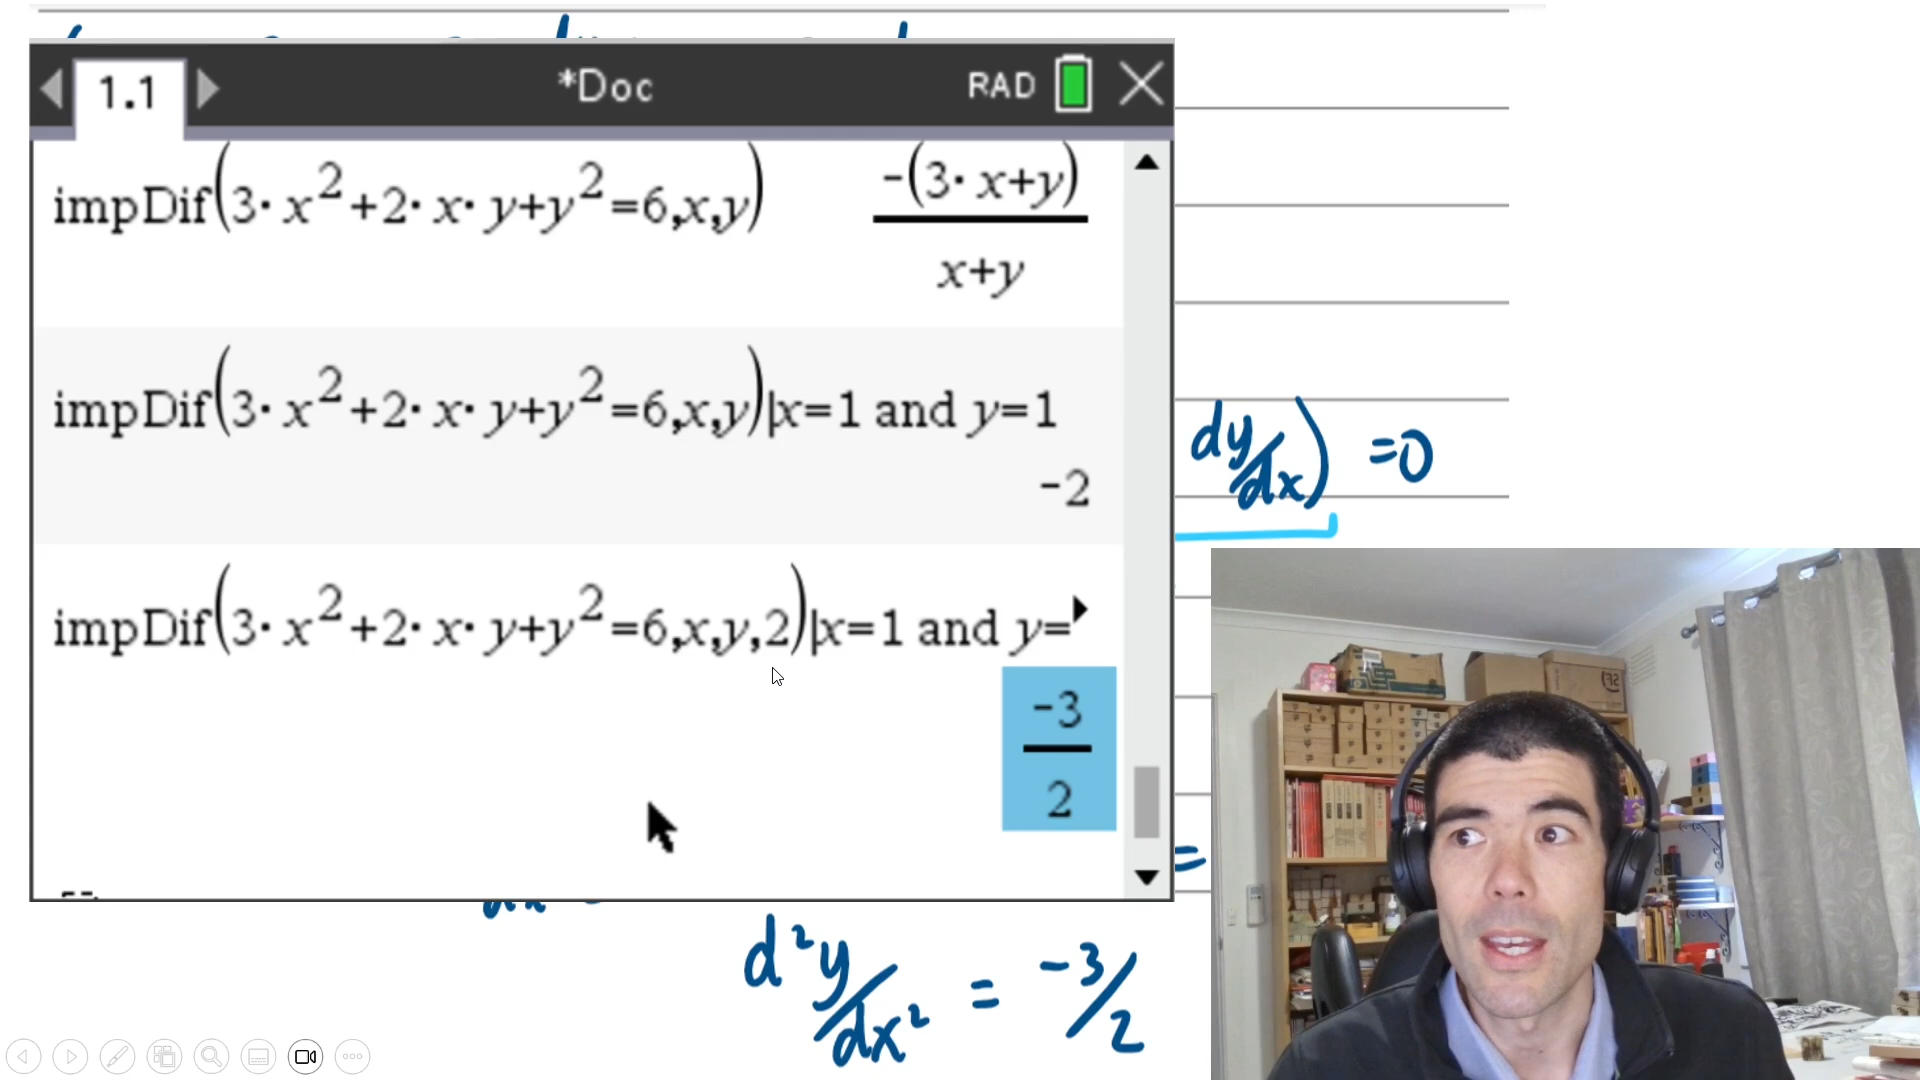 1.1 *Doc RAD
impDif(3·x²+2·x·y+y²=6,x,y) -(3·x+y)
x+y
impDif(3·x²+2·x·y+y²=6,x,y)|x=1 and y=1
-2
impDif(3·x²+2·x·y+y²=6,x,y,2)|x=1 and y=
-3
2
dy/dx) =0
=
d²y/dx² = -3/2